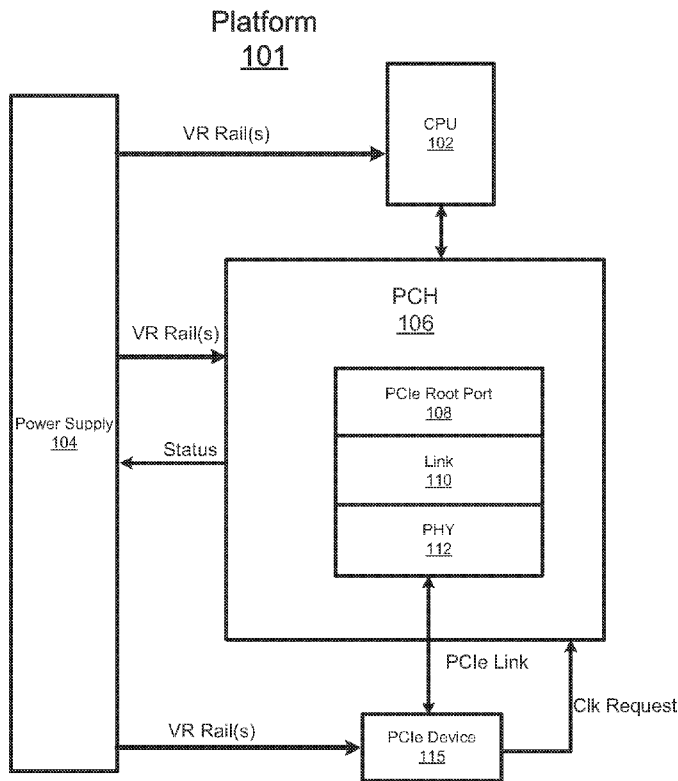 Platform
101
CPU
102
VR Rail(s)
PCH
106
VR Rail(s)
PCIe Root Port
108
Power Supply
104
Status
Link
110
PHY
112
PCIe Link
Clk Request
VR Rail(s)
PCIe Device
115